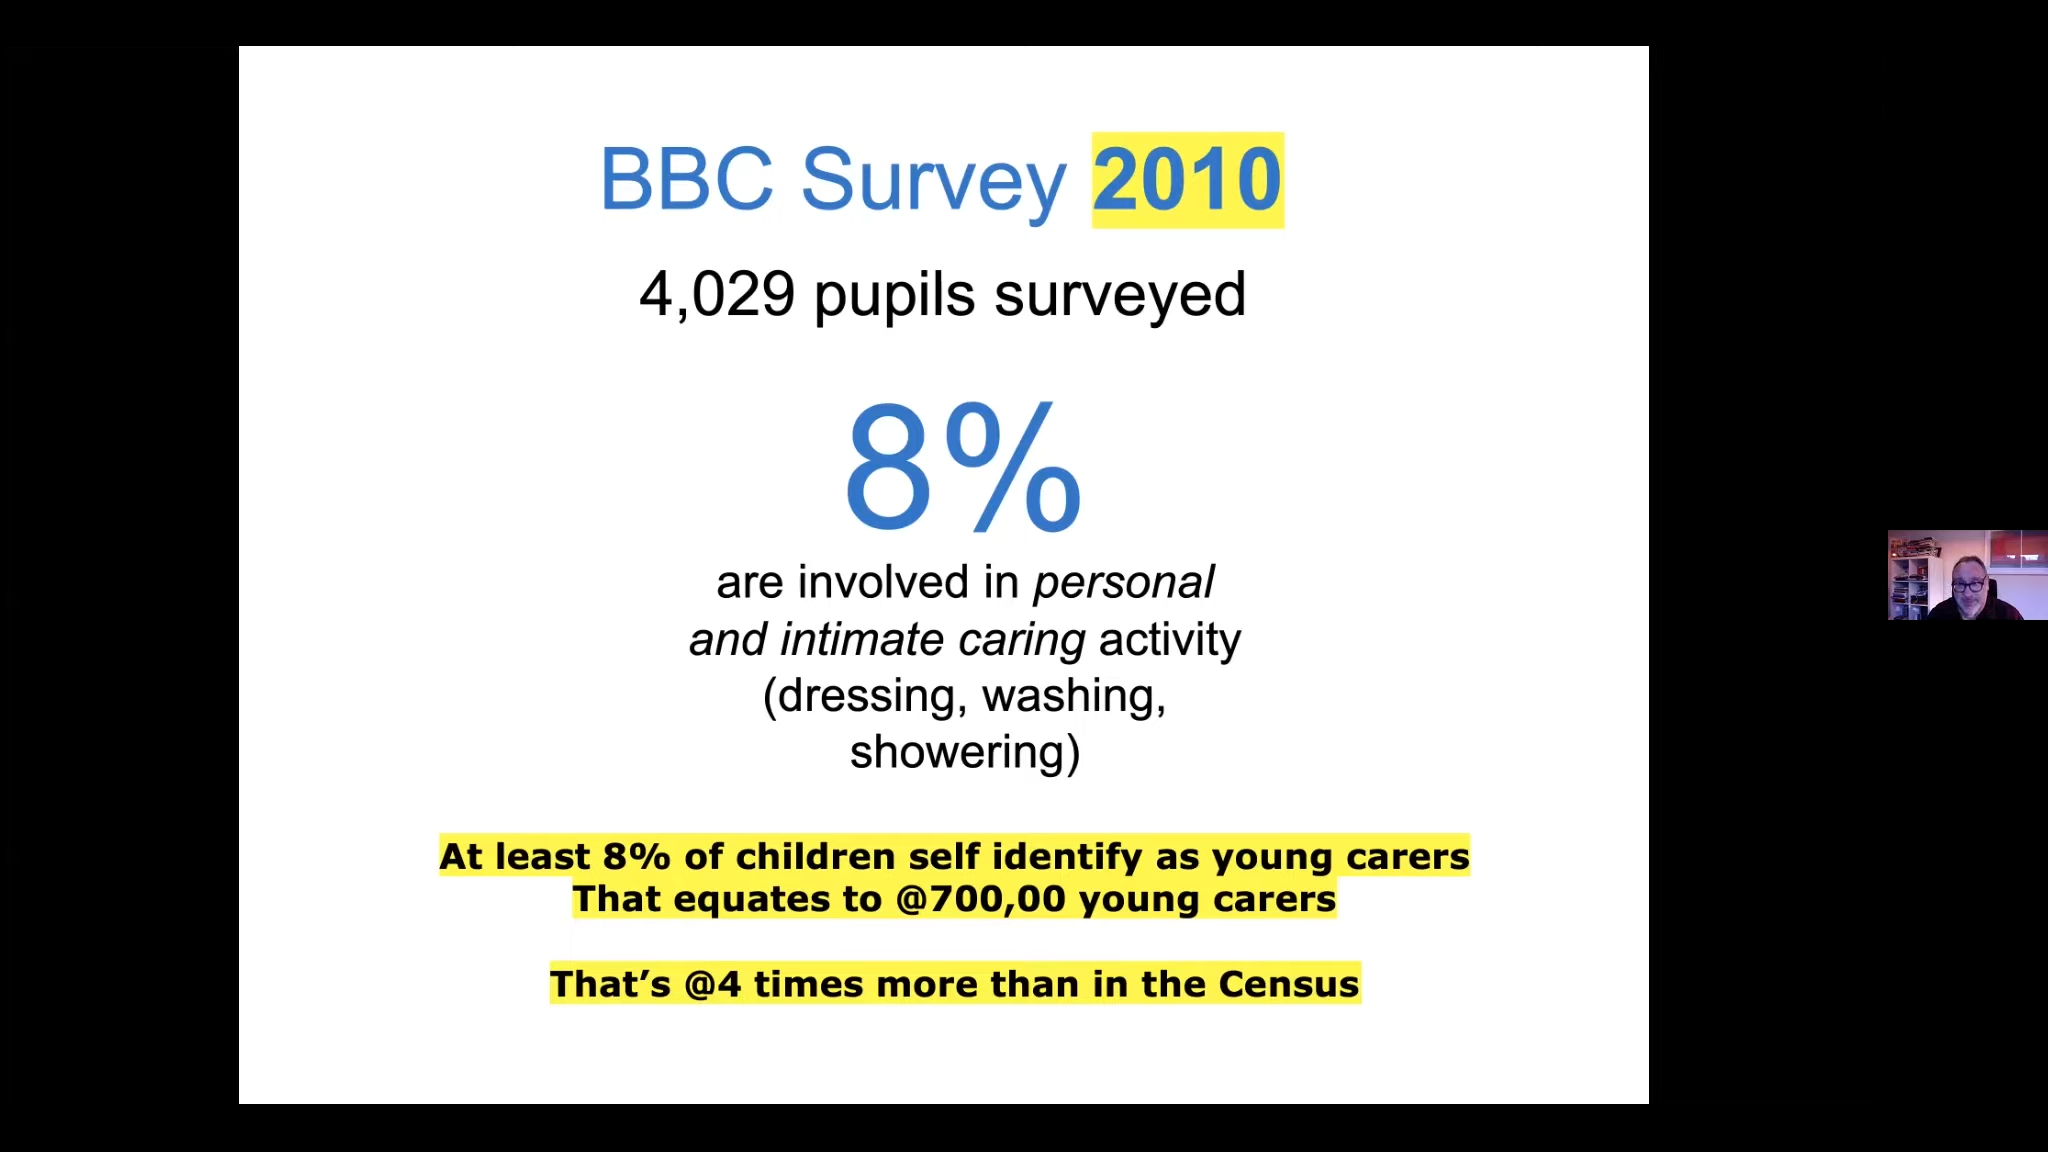 BBC Survey 2010
4,029 pupils surveyed
8%
are involved in personal
and intimate caring activity
(dressing, washing,
showering)
At least 8% of children self identify as young carers
That equates to @700,00 young carers
That’s @4 times more than in the Census